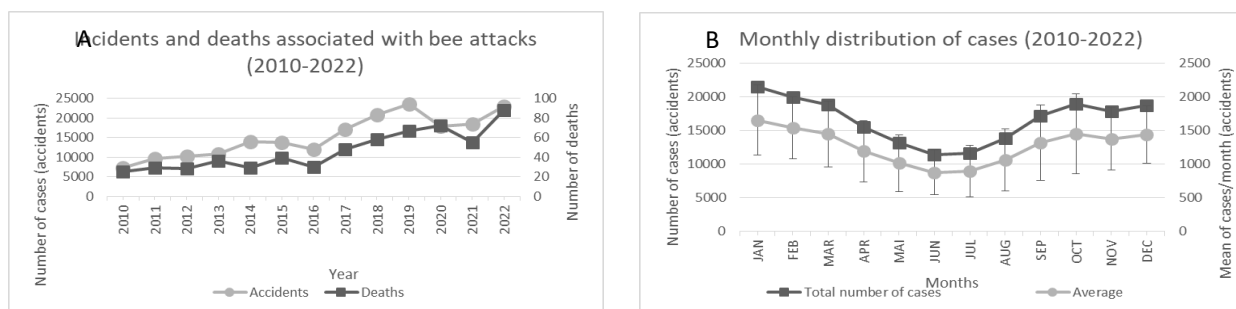 A
Incidents and deaths associated with bee attacks
(2010-2022)
Number of cases (accidents)
25000
20000
15000
10000
5000
0
100
80
60
40
20
0
Number of deaths
2010
2011
2012
2013
2014
2015
2016
2017
2018
2019
2020
2021
2022
Year
Accidents
Deaths
B
Monthly distribution of cases (2010-2022)
Number of cases (accidents)
25000
20000
15000
10000
5000
0
2500
2000
1500
1000
500
0
Mean of cases/month (accidents)
JAN
FEB
MAR
APR
MAI
JUN
JUL
AUG
SEP
OCT
NOV
DEC
Months
Total number of cases
Average